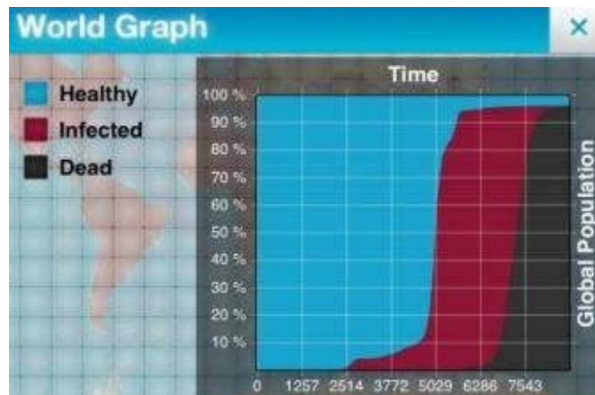 World Graph
×
Healthy
Infected
Dead
Time
100 %
90 %
80 %
70 %
60 %
50 %
40 %
30 %
20 %
10 %
0 1257 2514 3772 5029 6286 7543
Global Population